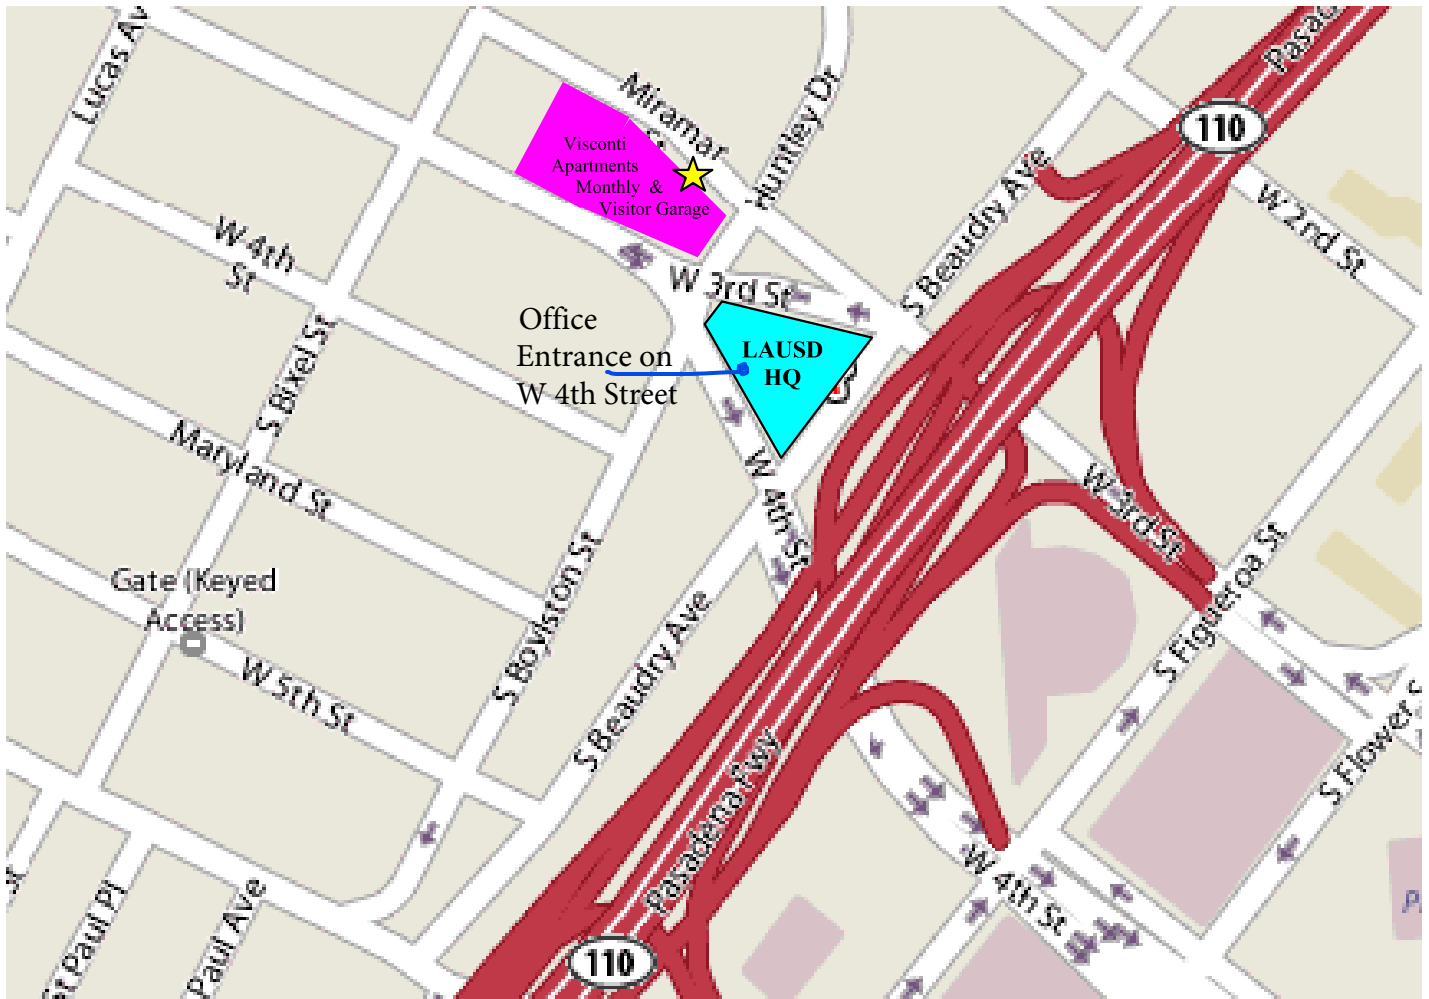 Lucas Av
Pasad
110
Miramar
St
Huntley Dr
Visconti
Apartments
Monthly &
Visitor Garage
S Beaudry Ave
W 2nd St
W 4th
St
W 3rd St
Office
Entrance on
W 4th Street
LAUSD
HQ
S Bixel St
Maryland St
W 4th St
W 3rd St
S Figueroa St
Gate (Keyed
Access)
S Boylston St
S Beaudry Ave
W 5th St
Pasadena Fwy
S Flower S
W 4th St
St
et Paul Pl
Paul Ave
110
P